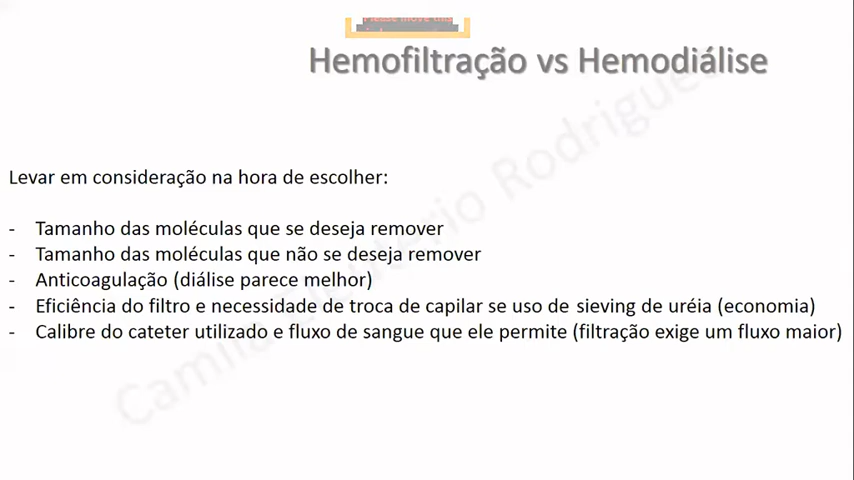 Please move this
Hemofiltração vs Hemodiálise
Levar em consideração na hora de escolher:
- Tamanho das moléculas que se deseja remover
- Tamanho das moléculas que não se deseja remover
- Anticoagulação (diálise parece melhor)
- Eficiência do filtro e necessidade de troca de capilar se uso de sieving de uréia (economia)
- Calibre do cateter utilizado e fluxo de sangue que ele permite (filtração exige um fluxo maior)